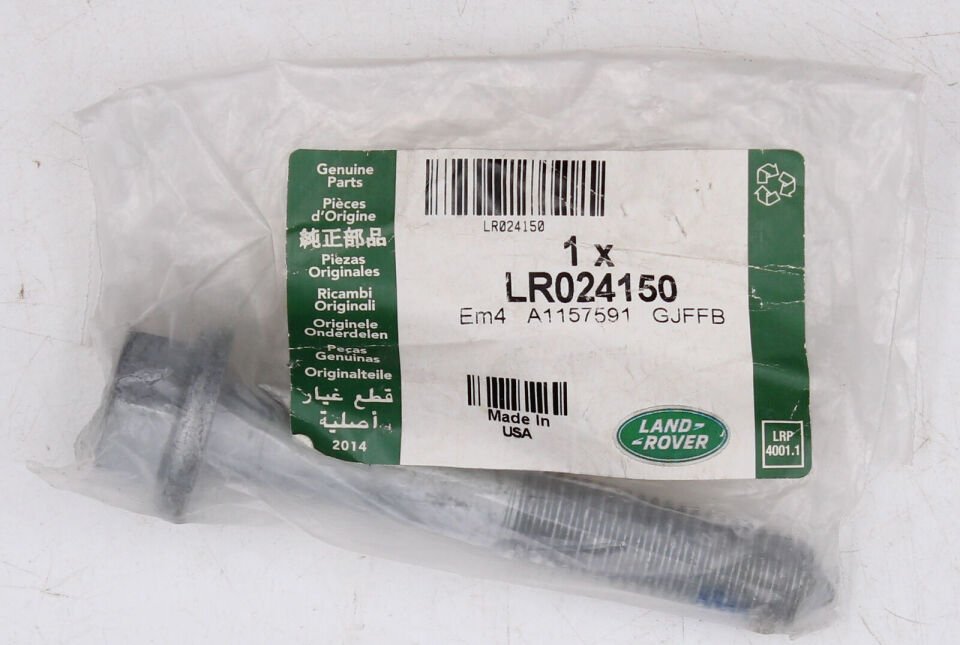 Genuine
Parts
Pièces
d'Origine
純正部品
Piezas
Originales
Ricambi
Originali
Originele
Onderdelen
Peças
Genuinas
Originalteile
قطع غيار
أصلية
2014
LR024150
1 x
LR024150
Em4 A1157591 GJFFB
Made In
USA
LAND
ROVER
LRP
4001.1